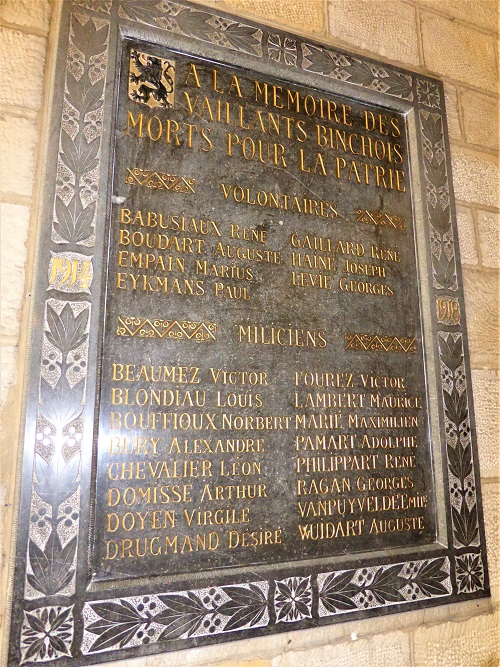 A LA MEMOIRE DES
VAILLANTS BINCHOIS
MORTS POUR LA PATRIE
VOLONTAIRES
BABUSIAUX RENÉ
BOUDART AUGUSTE
EMPAIN MARIUS
EYKMANS PAUL
GAILLARD RENÉ
HAINE JOSEPH
LEVIE GEORGES
1914
1918
MILICIENS
BEAUMEZ VICTOR
BLONDIAU LOUIS
BOUFFIOUX NORBERT
BURY ALEXANDRE
CHEVALIER LÉON
DOMISSE ARTHUR
DOYEN VIRGILE
DRUGMAND DESIRÉ
FOUREZ VICTOR
LAMBERT MAURICE
MARIÉ MAXIMILIEN
PAMART ADOLPHE
PHILIPPART RENÉ
RAGAN GEORGES
VANPUYVELDE EMILE
WUIDART AUGUSTE